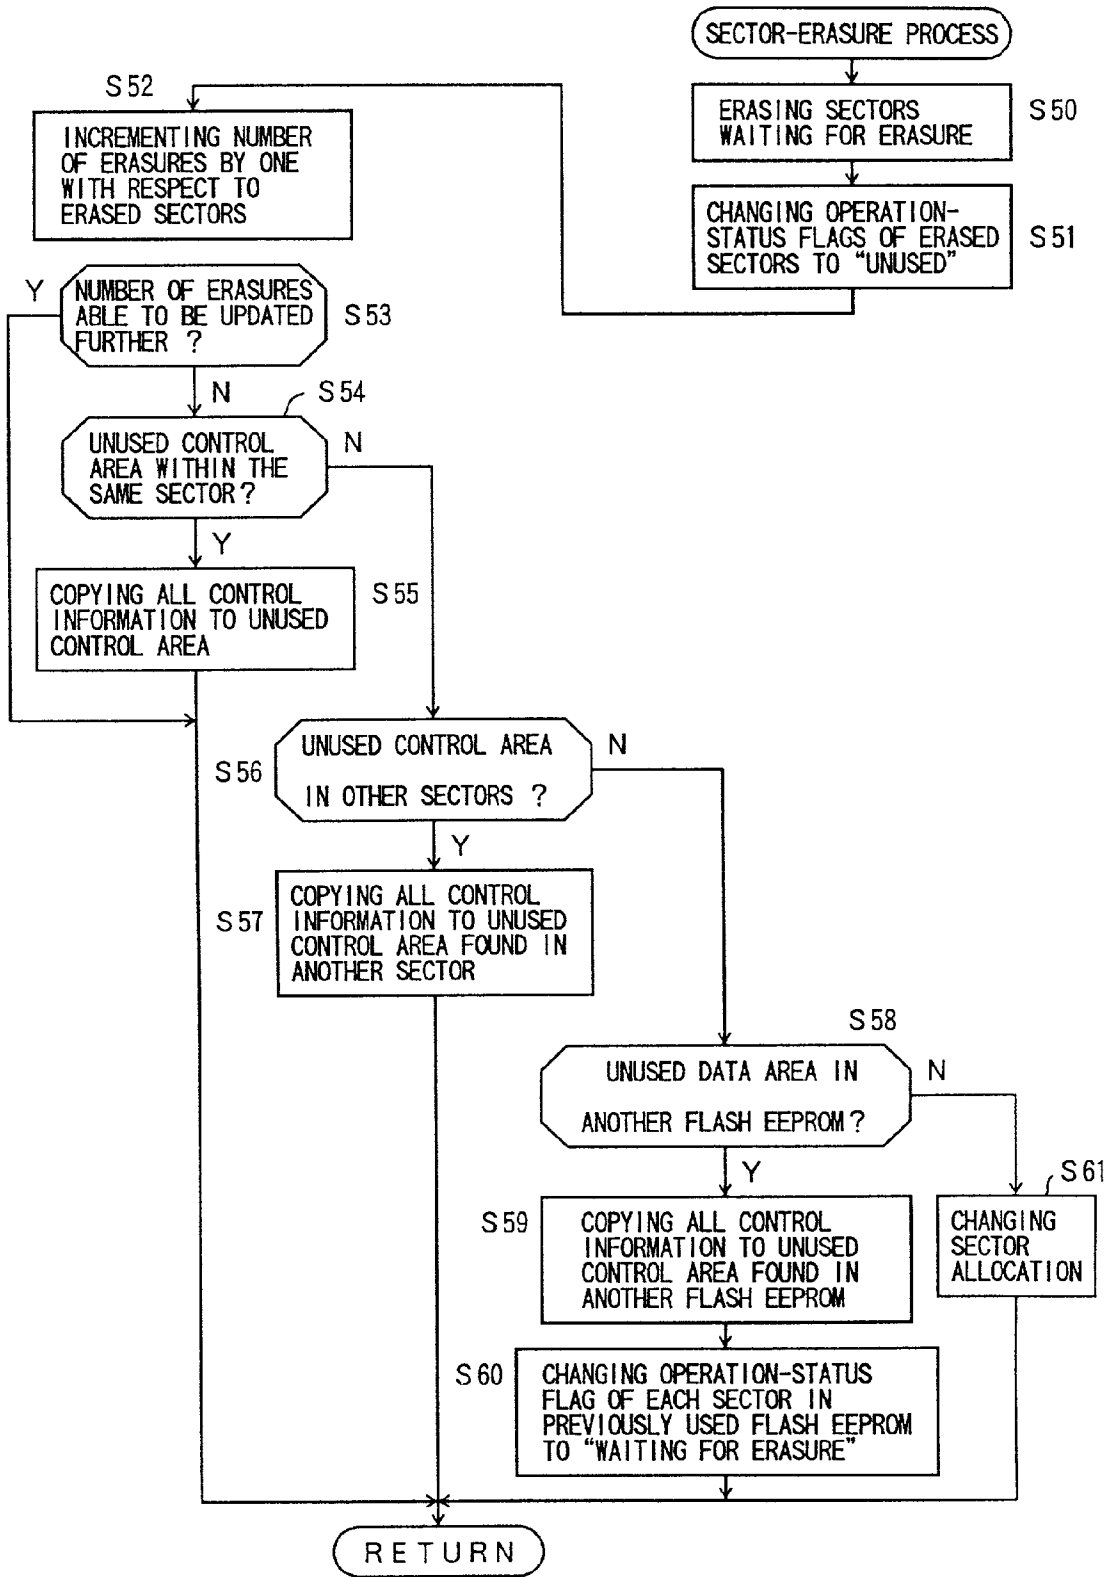 SECTOR-ERASURE PROCESS
ERASING SECTORS
WAITING FOR ERASURE
S50
CHANGING OPERATION-
STATUS FLAGS OF ERASED
SECTORS TO "UNUSED"
S51
S52
INCREMENTING NUMBER
OF ERASURES BY ONE
WITH RESPECT TO
ERASED SECTORS
Y
NUMBER OF ERASURES
ABLE TO BE UPDATED
FURTHER ?
S53
N
S54
UNUSED CONTROL
AREA WITHIN THE
SAME SECTOR?
N
Y
COPYING ALL CONTROL
INFORMATION TO UNUSED
CONTROL AREA
S55
S56
UNUSED CONTROL AREA
IN OTHER SECTORS ?
N
Y
S57
COPYING ALL CONTROL
INFORMATION TO UNUSED
CONTROL AREA FOUND IN
ANOTHER SECTOR
S58
UNUSED DATA AREA IN
ANOTHER FLASH EEPROM?
N
Y
S59
COPYING ALL CONTROL
INFORMATION TO UNUSED
CONTROL AREA FOUND IN
ANOTHER FLASH EEPROM
S61
CHANGING
SECTOR
ALLOCATION
S60
CHANGING OPERATION-STATUS
FLAG OF EACH SECTOR IN
PREVIOUSLY USED FLASH EEPROM
TO "WAITING FOR ERASURE"
RETURN